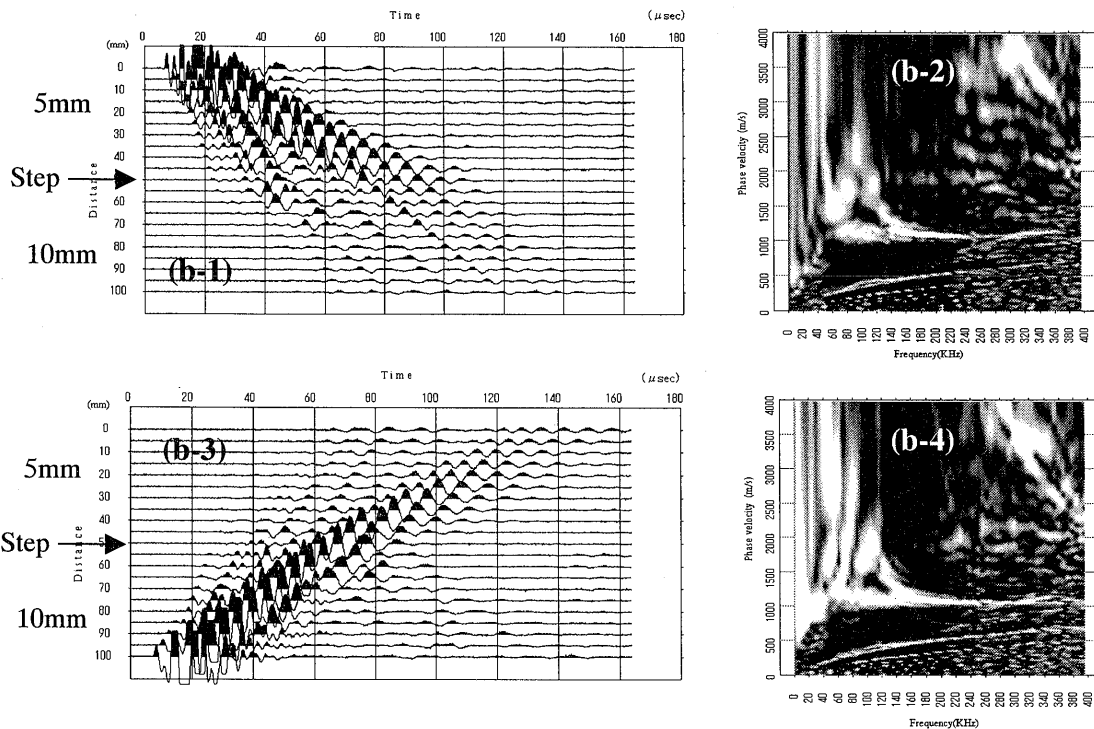 Time (μsec)
0 20 40 60 80 100 120 140 160 180
(mm)
0
5mm
20
30
40
Step
Distance
60
70
10mm
80
90
100
(b-1)
(b-2)
4000
3500
3000
2500
2000
1500
1000
500
0
Phase velocity (m/s)
0 20 40 60 80 100 120 140 160 180 200 220 240 260 280 300 320 340 360 380 400
Frequency(KHz)
Time (μsec)
0 20 40 60 80 100 120 140 160 180
(mm)
0
10
5mm
20
30
40
Step
Distance
60
70
10mm
80
90
100
(b-3)
(b-4)
4000
3500
3000
2500
2000
1500
1000
500
0
Phase velocity (m/s)
0 20 40 60 80 100 120 140 160 180 200 220 240 260 280 300 320 340 360 380 400
Frequency(KHz)